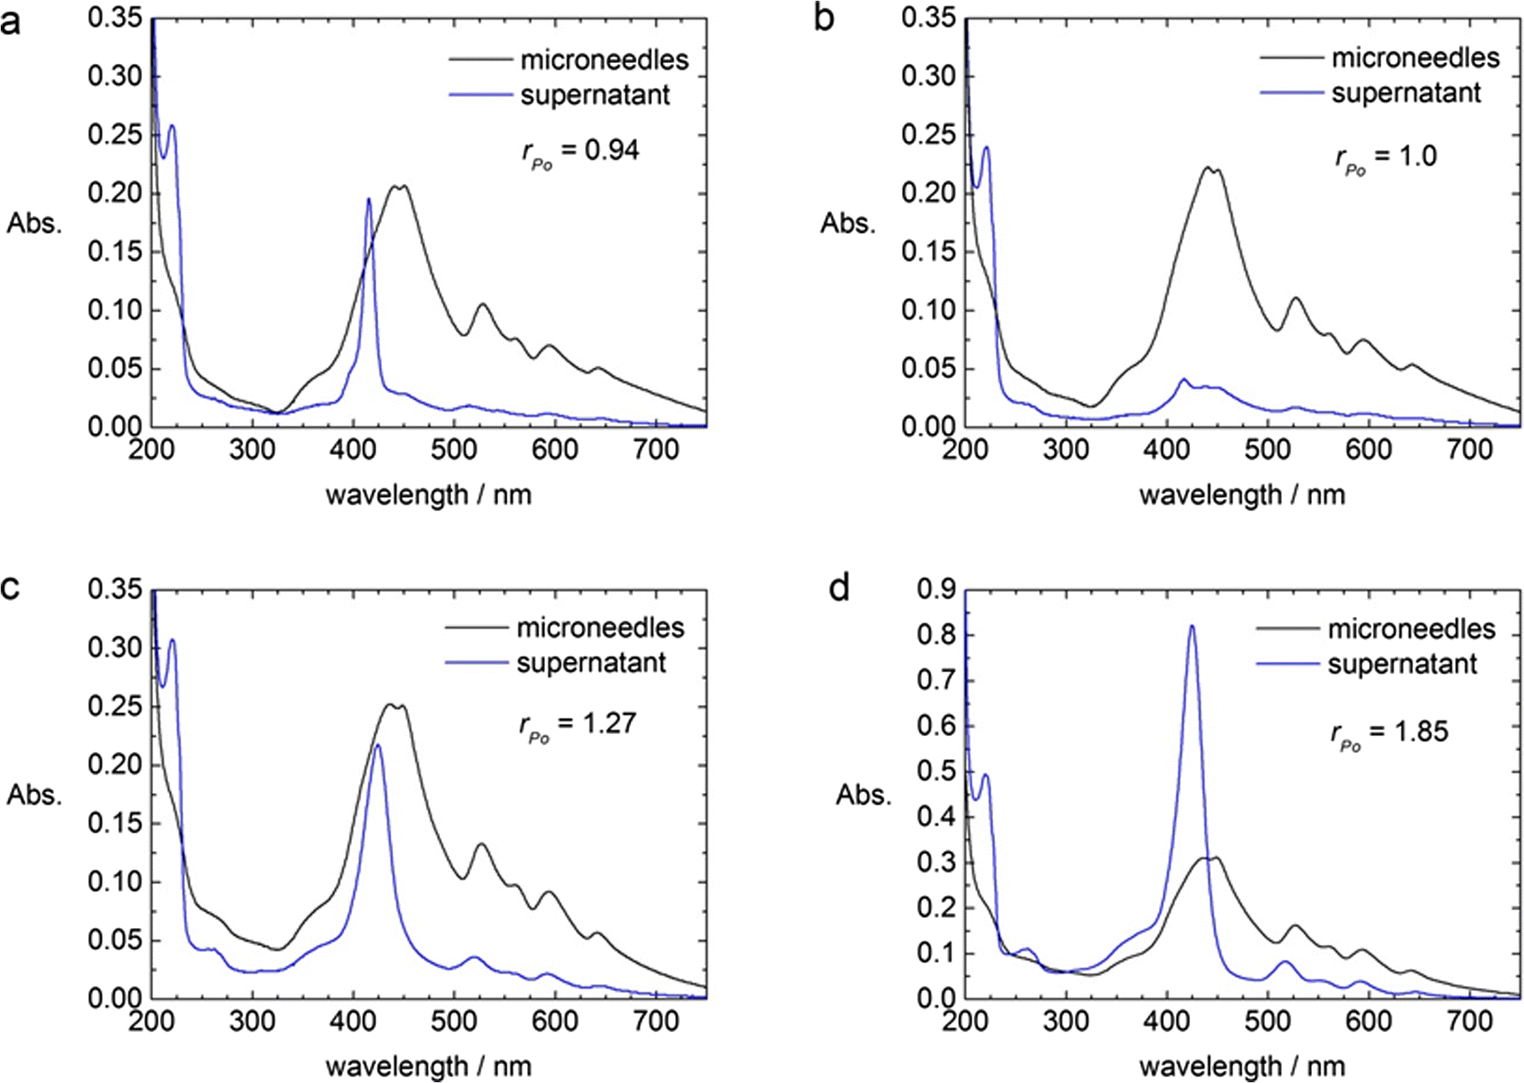 a
0.35
0.30
0.25
0.20
0.15
0.10
0.05
0.00
Abs.
microneedles
supernatant
rPo = 0.94
200 300 400 500 600 700
wavelength / nm
b
0.35
0.30
0.25
0.20
0.15
0.10
0.05
0.00
Abs.
microneedles
supernatant
rPo = 1.0
200 300 400 500 600 700
wavelength / nm
c
0.35
0.30
0.25
0.20
0.15
0.10
0.05
0.00
Abs.
microneedles
supernatant
rPo = 1.27
200 300 400 500 600 700
wavelength / nm
d
0.9
0.8
0.7
0.6
0.5
0.4
0.3
0.2
0.1
0.0
Abs.
microneedles
supernatant
rPo = 1.85
200 300 400 500 600 700
wavelength / nm